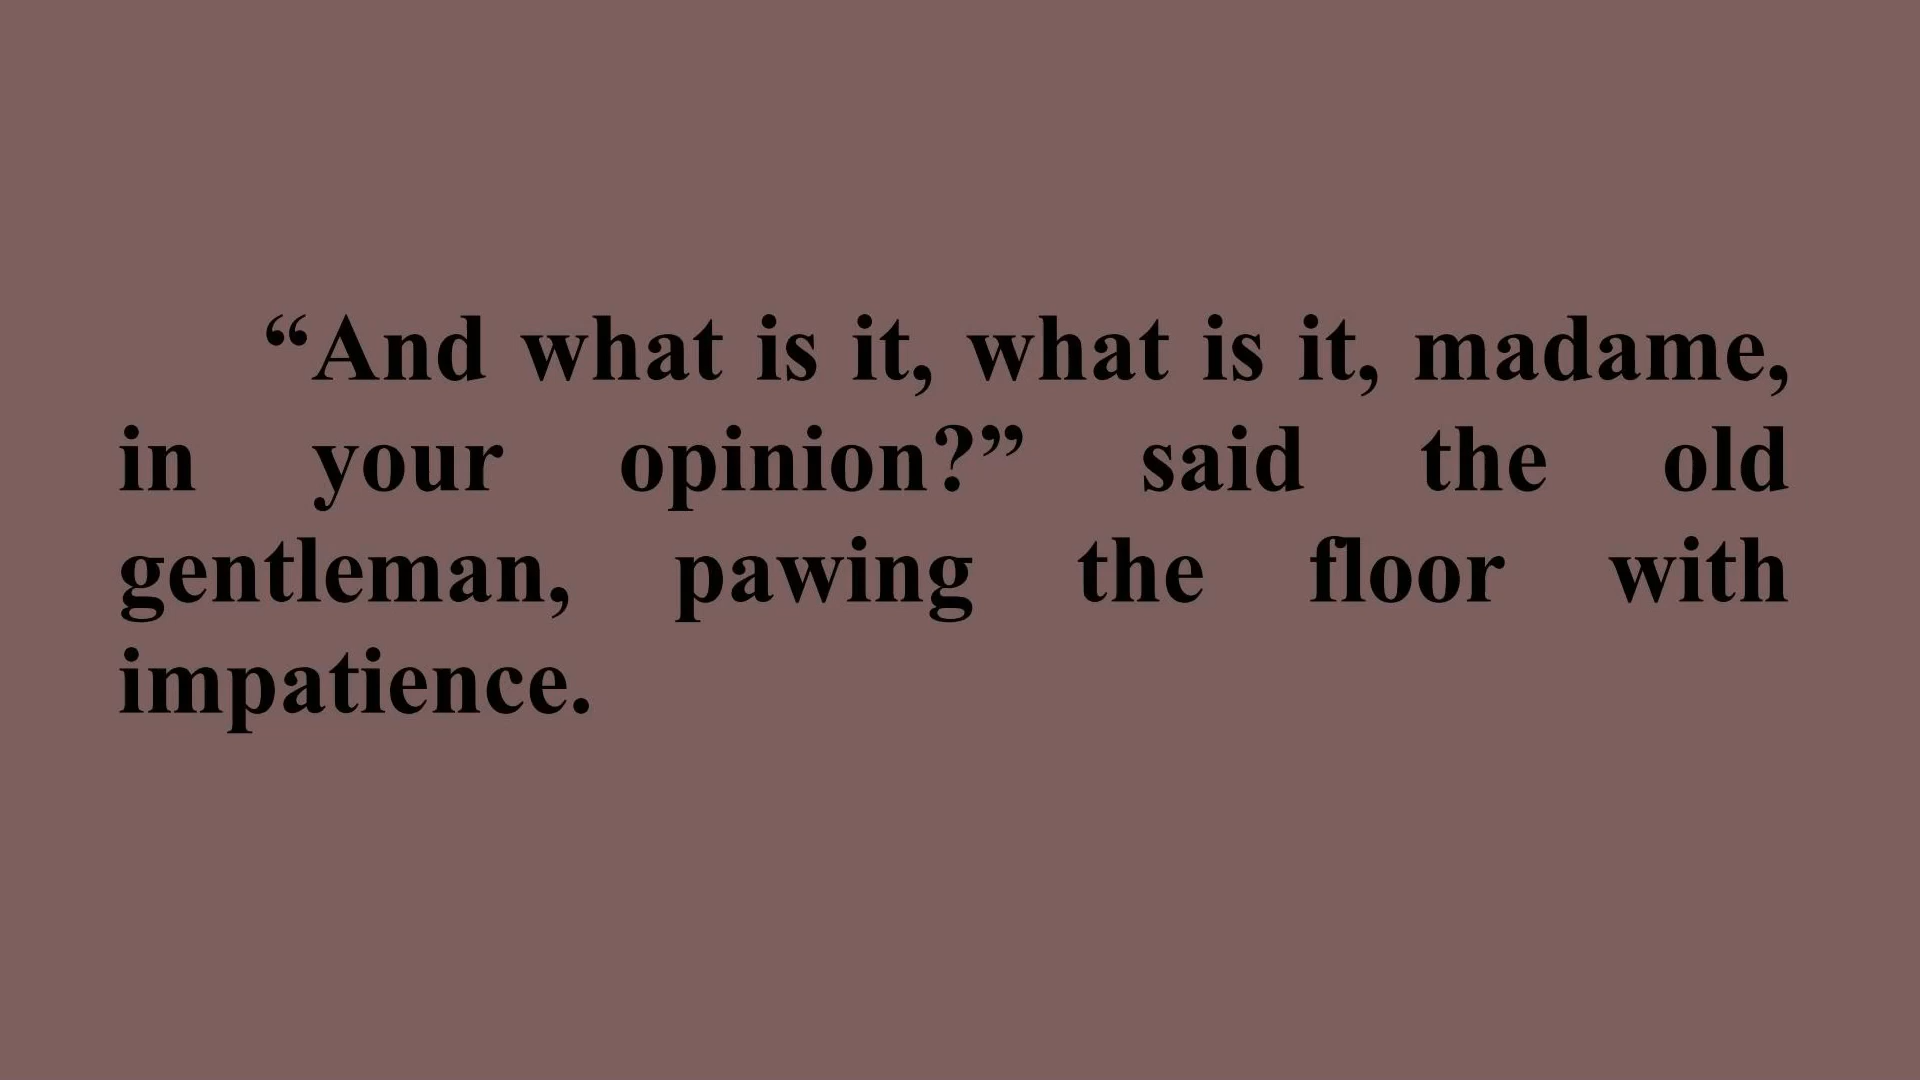 “And what is it, what is it, madame,
in your opinion?” said the old
gentleman, pawing the floor with
impatience.